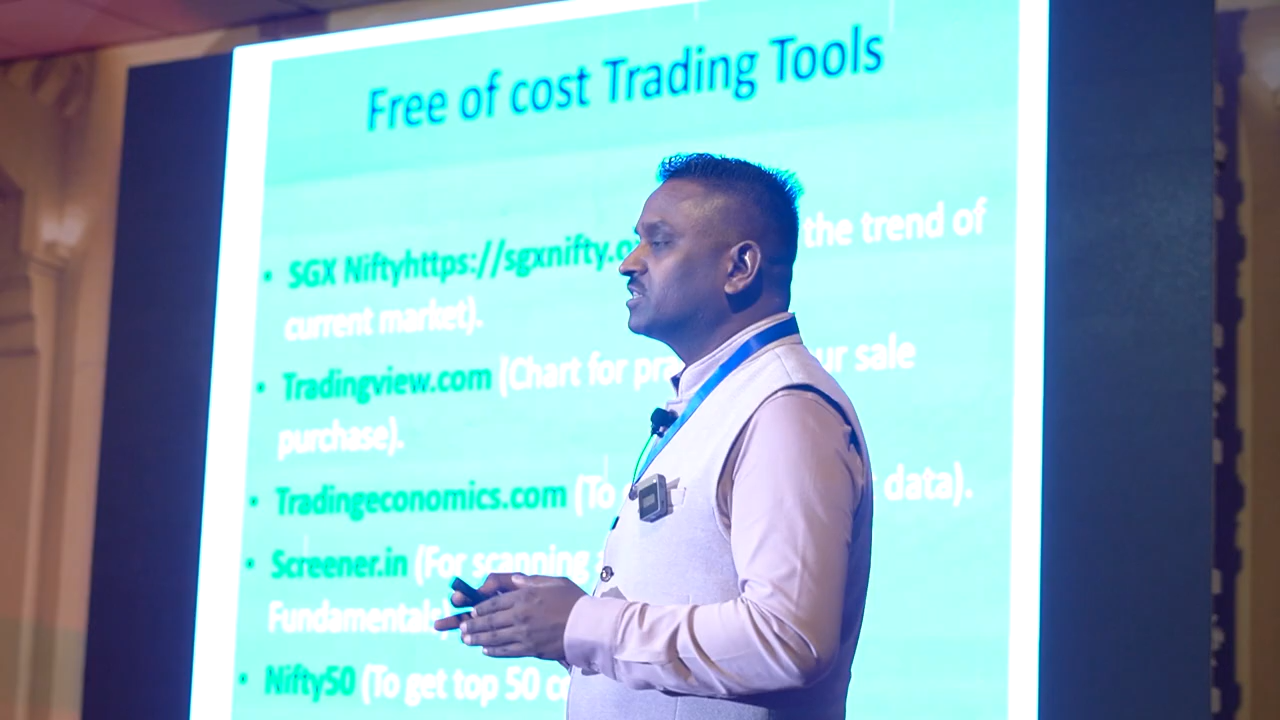 Free of cost Trading Tools
• SGX Niftyhttps://sgxnifty.o the trend of
current market).
• Tradingview.com (Chart for pra ur sale
purchase).
• Tradingeconomics.com (To data).
• Screener.in (For scanning
Fundamentals)
• Nifty50 (To get top 50 co